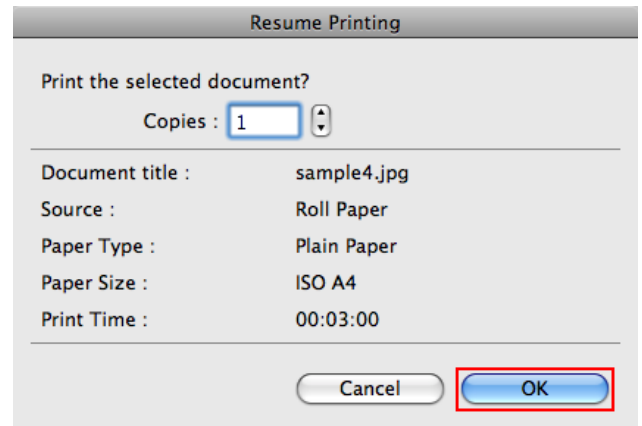 Resume Printing
Print the selected document?
Copies : 1
Document title : sample4.jpg
Source : Roll Paper
Paper Type : Plain Paper
Paper Size : ISO A4
Print Time : 00:03:00
Cancel OK